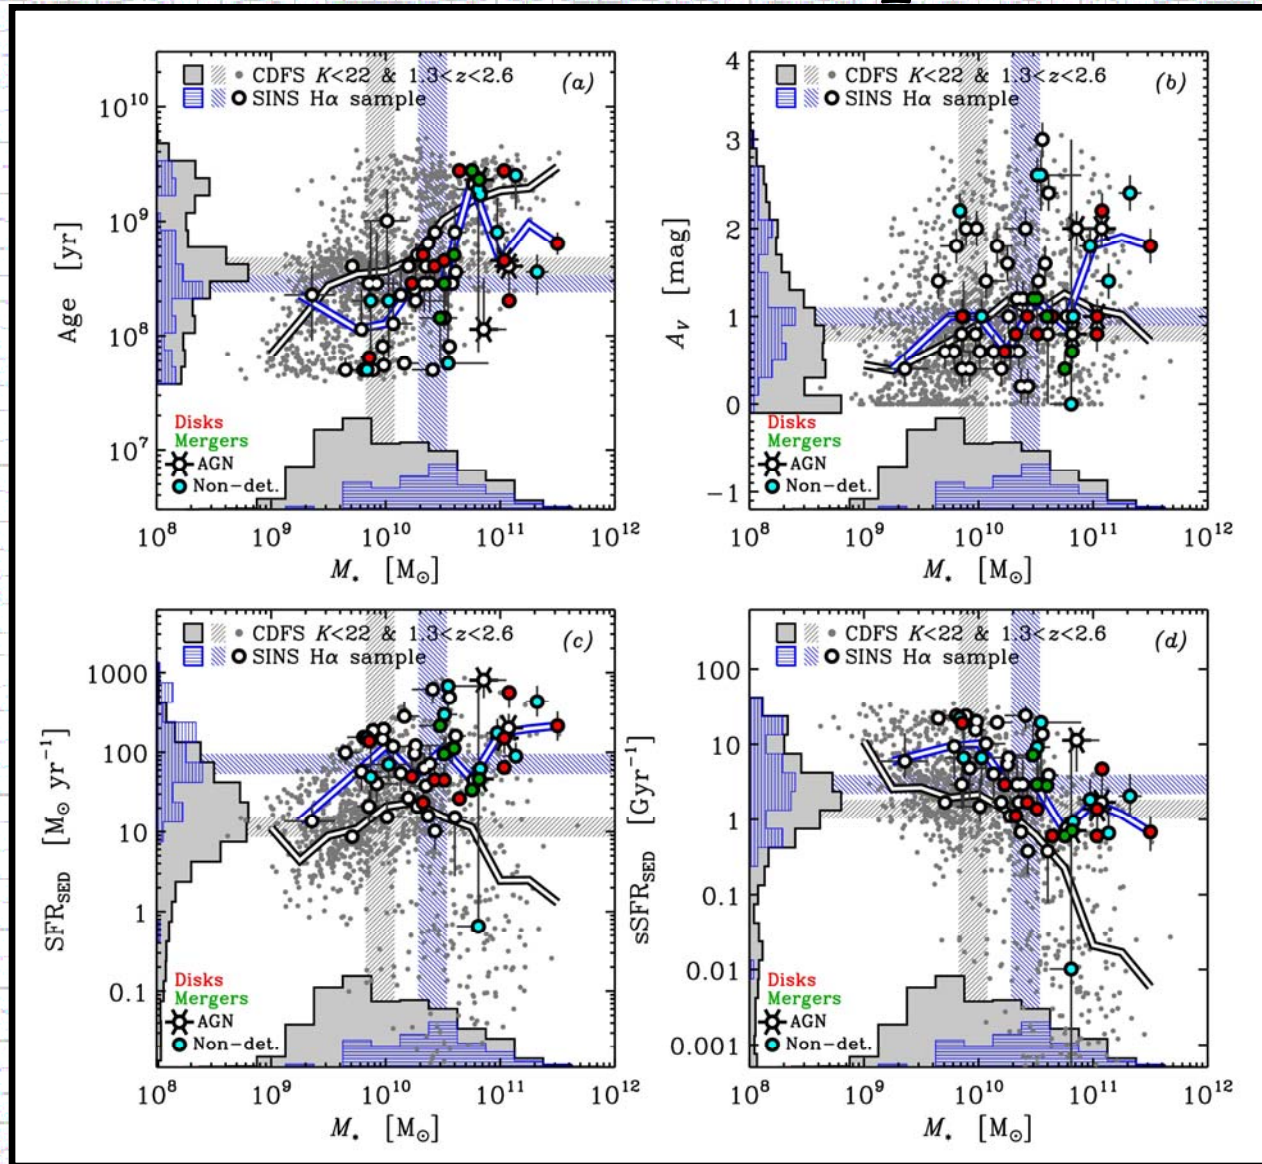 CDFS K<22 & 1.3<z<2.6 (a)
SINS Hα sample
10¹⁰
10⁹
10⁸
10⁷
Age [yr]
Disks
Mergers
AGN
Non-det.
10⁸ 10⁹ 10¹⁰ 10¹¹ 10¹²
M* [M⊙]
CDFS K<22 & 1.3<z<2.6 (b)
SINS Hα sample
4
3
2
1
0
−1
A_V [mag]
Disks
Mergers
AGN
Non-det.
10⁸ 10⁹ 10¹⁰ 10¹¹ 10¹²
M* [M⊙]
CDFS K<22 & 1.3<z<2.6 (c)
SINS Hα sample
1000
100
10
1
0.1
SFR_SED [M⊙ yr⁻¹]
Disks
Mergers
AGN
Non-det.
10⁸ 10⁹ 10¹⁰ 10¹¹ 10¹²
M* [M⊙]
CDFS K<22 & 1.3<z<2.6 (d)
SINS Hα sample
100
10
1
0.1
0.01
0.001
sSFR_SED [Gyr⁻¹]
Disks
Mergers
AGN
Non-det.
10⁸ 10⁹ 10¹⁰ 10¹¹ 10¹²
M* [M⊙]